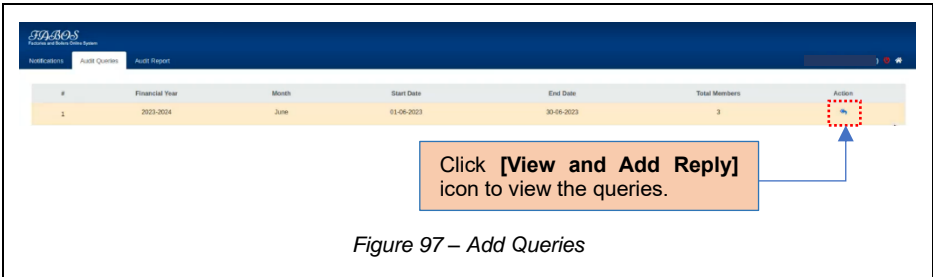 FABOS
Factories and Boilers Online System
Notifications Audit Queries Audit Report )
# Financial Year Month Start Date End Date Total Members Action
1 2023-2024 June 01-06-2023 30-06-2023 3
Click [View and Add Reply]
icon to view the queries.
Figure 97 – Add Queries